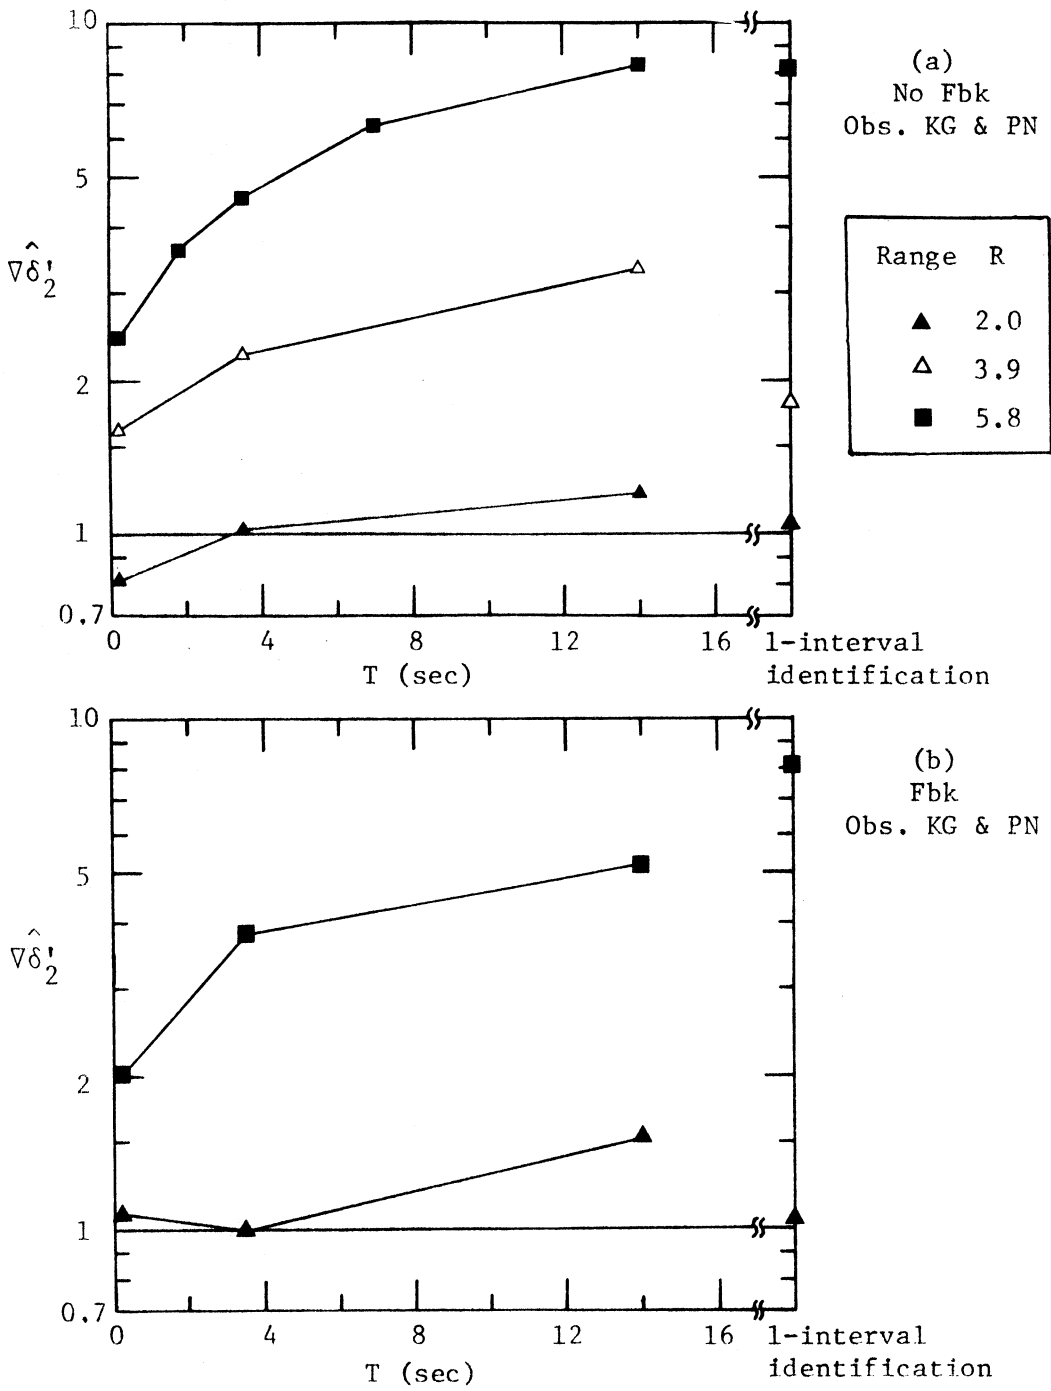 10
5
2
1
0.7
∇δ̂'₂
0 4 8 12 16 1-interval
identification
T (sec)
(a)
No Fbk
Obs. KG & PN
Range R
2.0
3.9
5.8
10
5
2
1
0.7
∇δ̂'₂
0 4 8 12 16 1-interval
identification
T (sec)
(b)
Fbk
Obs. KG & PN